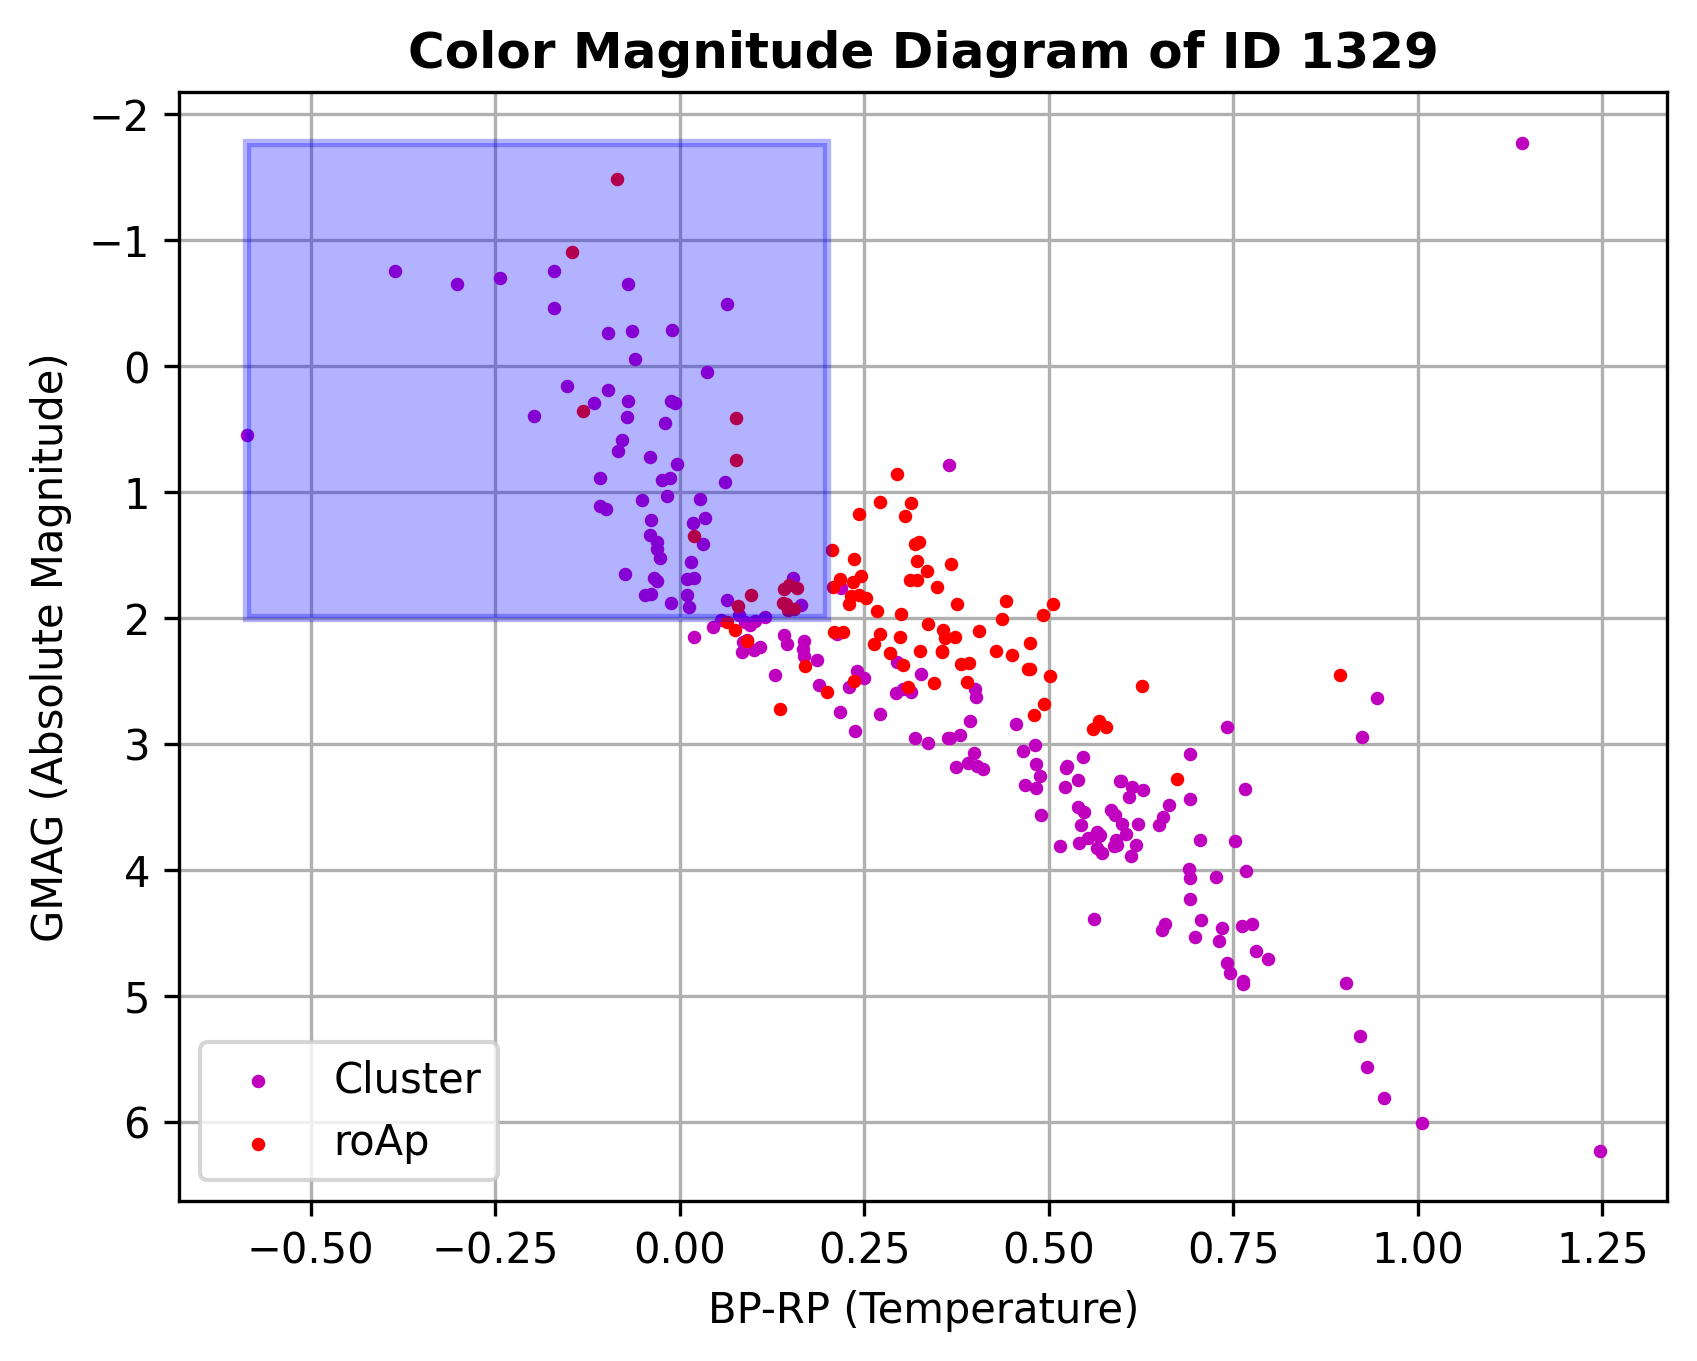 Color Magnitude Diagram of ID 1329
−2
−1
0
1
2
3
4
5
6
GMAG (Absolute Magnitude)
Cluster
roAp
−0.50 −0.25 0.00 0.25 0.50 0.75 1.00 1.25
BP-RP (Temperature)